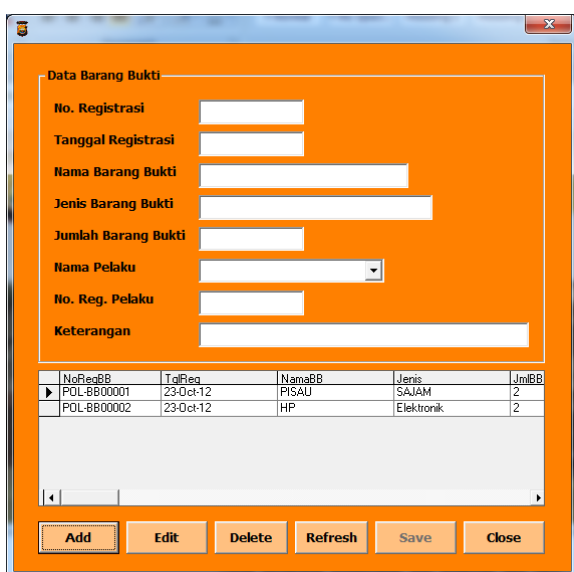 Data Barang Bukti
No. Registrasi
Tanggal Registrasi
Nama Barang Bukti
Jenis Barang Bukti
Jumlah Barang Bukti
Nama Pelaku
No. Reg. Pelaku
Keterangan
NoRegBB TglReg NamaBB Jenis JmlBB
POL-BB00001 23-Oct-12 PISAU SAJAM 2
POL-BB00002 23-Oct-12 HP Elektronik 2
Add Edit Delete Refresh Save Close